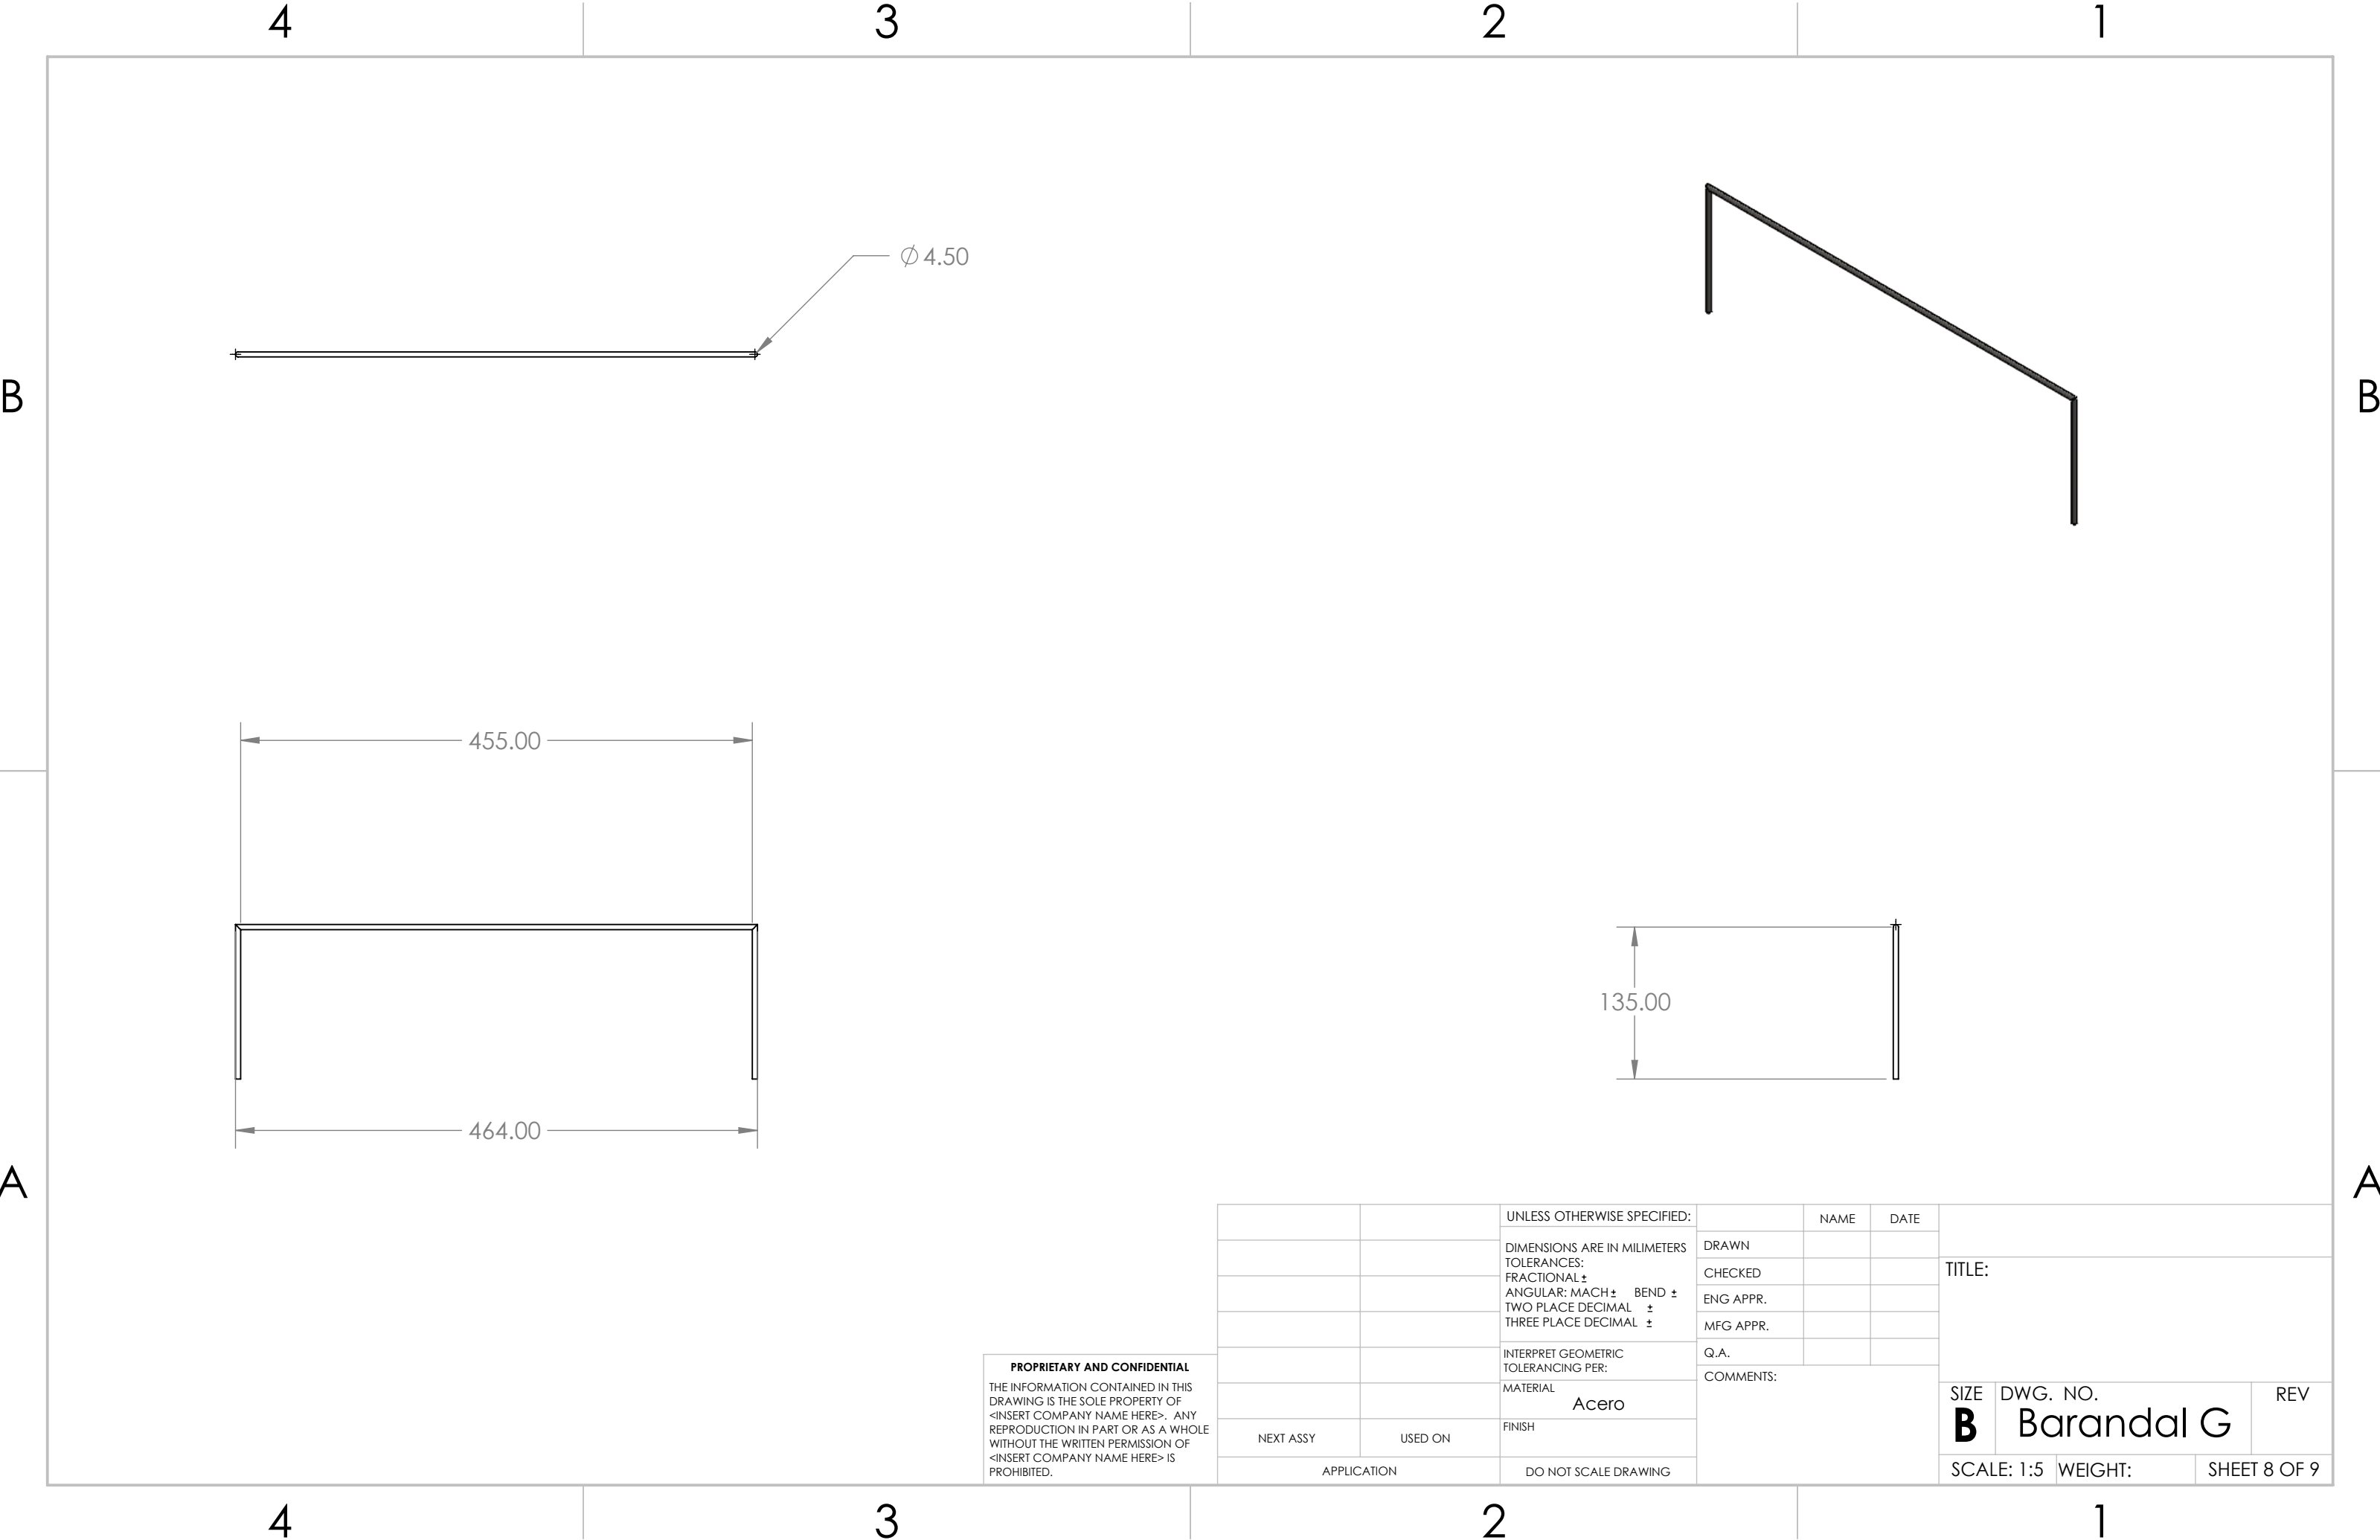 4 3 2 1
⌀ 4.50
B B
455.00
135.00
464.00
A A
PROPRIETARY AND CONFIDENTIAL
THE INFORMATION CONTAINED IN THIS
DRAWING IS THE SOLE PROPERTY OF
<INSERT COMPANY NAME HERE>. ANY
REPRODUCTION IN PART OR AS A WHOLE
WITHOUT THE WRITTEN PERMISSION OF
<INSERT COMPANY NAME HERE> IS
PROHIBITED.
NEXT ASSY USED ON
APPLICATION
UNLESS OTHERWISE SPECIFIED:
DIMENSIONS ARE IN MILIMETERS
TOLERANCES:
FRACTIONAL ±
ANGULAR: MACH ± BEND ±
TWO PLACE DECIMAL ±
THREE PLACE DECIMAL ±
INTERPRET GEOMETRIC
TOLERANCING PER:
MATERIAL
Acero
FINISH
DO NOT SCALE DRAWING
NAME DATE
DRAWN
CHECKED
ENG APPR.
MFG APPR.
Q.A.
COMMENTS:
TITLE:
SIZE DWG. NO. REV
B Barandal G
SCALE: 1:5 WEIGHT: SHEET 8 OF 9
4 3 2 1